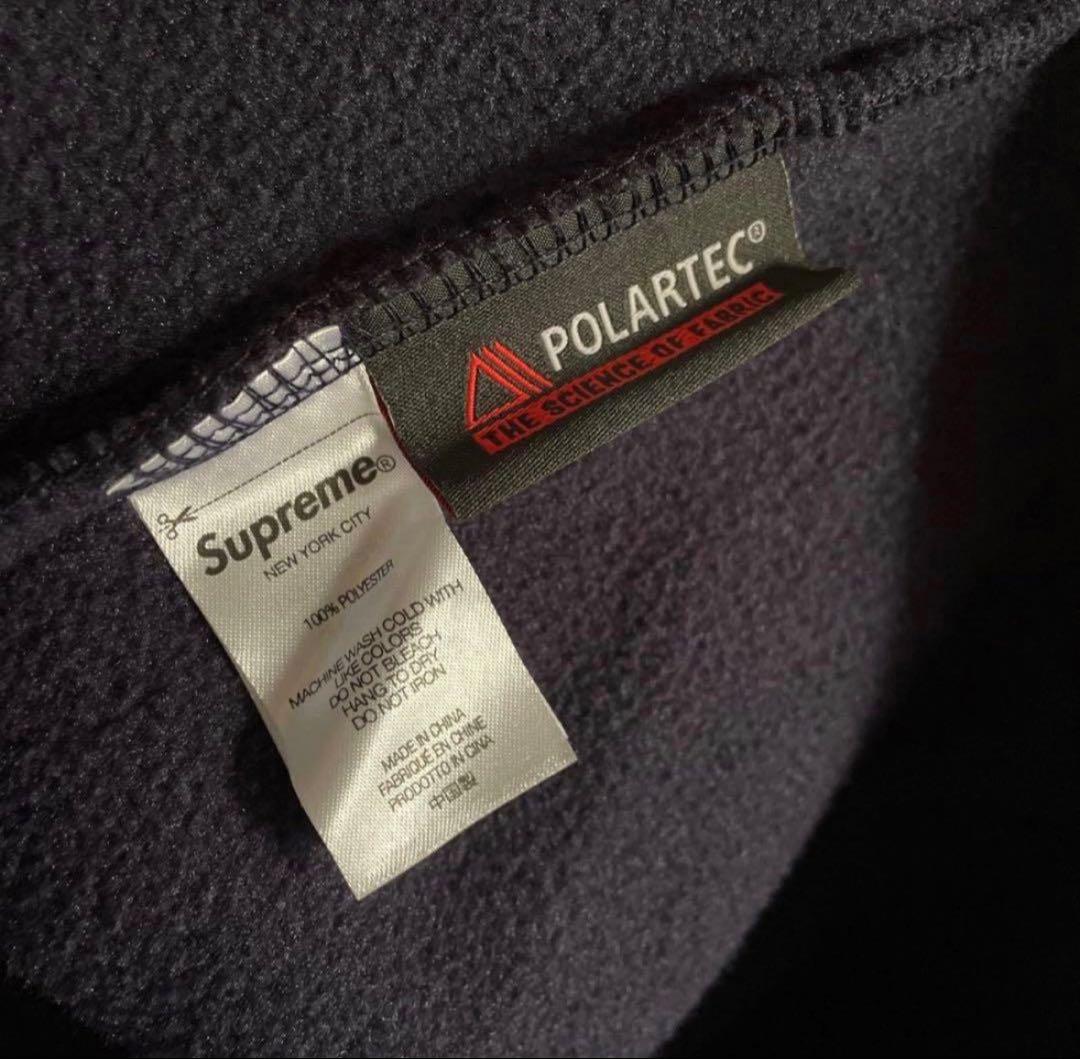 POLARTEC®
THE SCIENCE OF FABRIC
Supreme®
NEW YORK CITY
100% POLYESTER
MACHINE WASH COLD WITH
LIKE COLORS
DO NOT BLEACH
HANG TO DRY
DO NOT IRON
MADE IN CHINA
FABRIQUÉ EN CHINE
PRODOTTO IN CINA
中国製